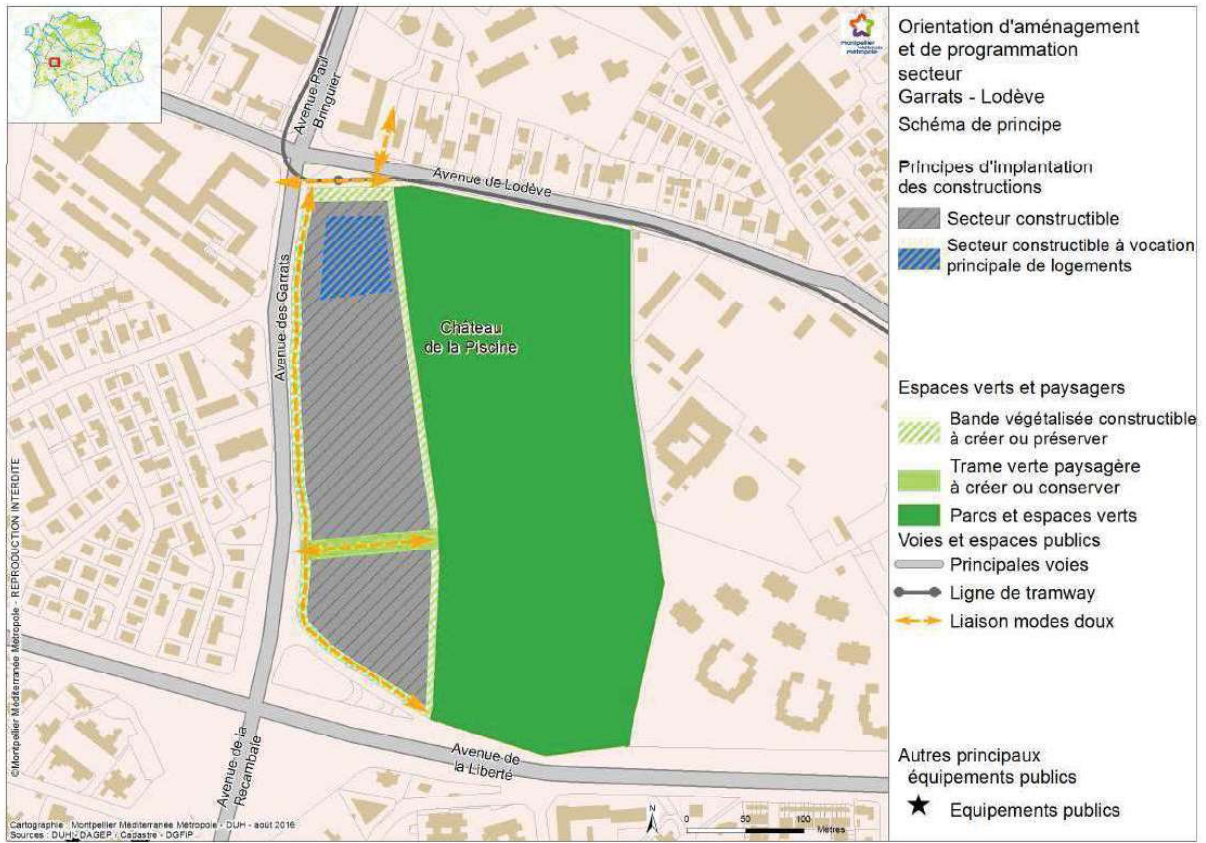 montpellier
méditerranée
métropole
Orientation d'aménagement
et de programmation
secteur
Garrats - Lodève
Schéma de principe
Principes d'implantation
des constructions
Secteur constructible
Secteur constructible à vocation
principale de logements
Espaces verts et paysagers
Bande végétalisée constructible
à créer ou préserver
Trame verte paysagère
à créer ou conserver
Parcs et espaces verts
Voies et espaces publics
Principales voies
Ligne de tramway
Liaison modes doux
Autres principaux
équipements publics
Equipements publics
Avenue Paul
Bringuier
Avenue de Lodève
Avenue des Garrats
Château
de la Piscine
Avenue de la
Recambale
Avenue de
la Liberté
©Montpellier Méditerranée Métropole - REPRODUCTION INTERDITE
Cartographie : Montpellier Méditerranée Métropole - DUH - août 2016
Sources : DUH - DAGEP / Cadastre - DGFIP
N
0 50 100
Mètres